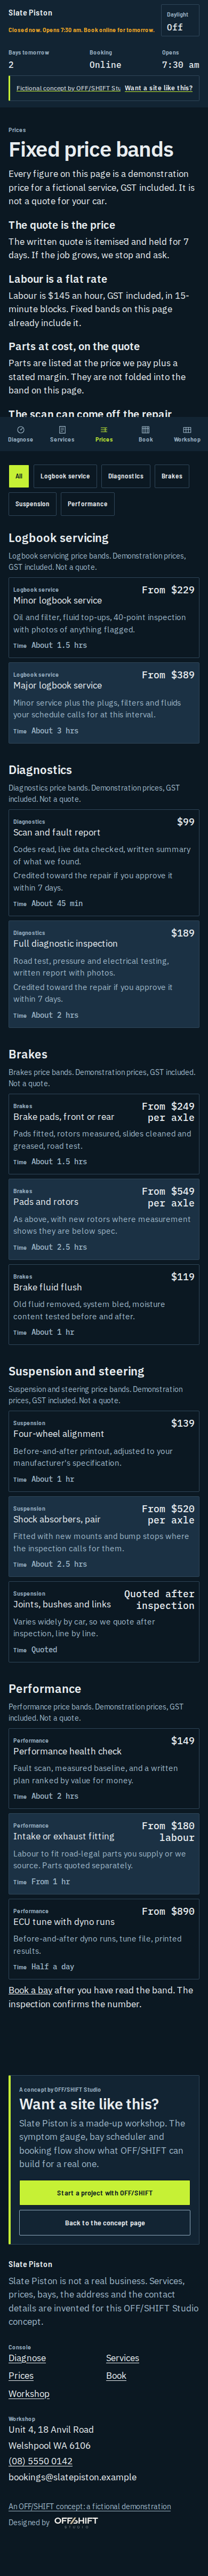 Slate Piston
Closed now. Opens 7:30 am. Book online for tomorrow.
Daylight
Off
Bays tomorrow
2
Booking
Online
Opens
7:30 am
Fictional concept by OFF/SHIFT Stu
Want a site like this?
Prices
Fixed price bands
Every figure on this page is a demonstration
price for a fictional service, GST included. It is
not a quote for your car.
The quote is the price
The written quote is itemised and held for 7
days. If the job grows, we stop and ask.
Labour is a flat rate
Labour is $145 an hour, GST included, in 15-
minute blocks. Fixed bands on this page
already include it.
Parts at cost, on the quote
Parts are listed at the price we pay plus a
stated margin. They are not folded into the
band on this page.
The scan can come off the repair
Diagnose
Services
Prices
Book
Workshop
All
Logbook service
Diagnostics
Brakes
Suspension
Performance
Logbook servicing
Logbook servicing price bands. Demonstration prices,
GST included. Not a quote.
Logbook service
From $229
Minor logbook service
Oil and filter, fluid top-ups, 40-point inspection
with photos of anything flagged.
Time About 1.5 hrs
Logbook service
From $389
Major logbook service
Minor service plus the plugs, filters and fluids
your schedule calls for at this interval.
Time About 3 hrs
Diagnostics
Diagnostics price bands. Demonstration prices, GST
included. Not a quote.
Diagnostics
$99
Scan and fault report
Codes read, live data checked, written summary
of what we found.
Credited toward the repair if you approve it
within 7 days.
Time About 45 min
Diagnostics
$189
Full diagnostic inspection
Road test, pressure and electrical testing,
written report with photos.
Credited toward the repair if you approve it
within 7 days.
Time About 2 hrs
Brakes
Brakes price bands. Demonstration prices, GST included.
Not a quote.
Brakes
From $249
per axle
Brake pads, front or rear
Pads fitted, rotors measured, slides cleaned and
greased, road test.
Time About 1.5 hrs
Brakes
From $549
per axle
Pads and rotors
As above, with new rotors where measurement
shows they are below spec.
Time About 2.5 hrs
Brakes
$119
Brake fluid flush
Old fluid removed, system bled, moisture
content tested before and after.
Time About 1 hr
Suspension and steering
Suspension and steering price bands. Demonstration
prices, GST included. Not a quote.
Suspension
$139
Four-wheel alignment
Before-and-after printout, adjusted to your
manufacturer's specification.
Time About 1 hr
Suspension
From $520
per axle
Shock absorbers, pair
Fitted with new mounts and bump stops where
the inspection calls for them.
Time About 2.5 hrs
Suspension
Quoted after
inspection
Joints, bushes and links
Varies widely by car, so we quote after
inspection, line by line.
Time Quoted
Performance
Performance price bands. Demonstration prices, GST
included. Not a quote.
Performance
$149
Performance health check
Fault scan, measured baseline, and a written
plan ranked by value for money.
Time About 2 hrs
Performance
From $180
labour
Intake or exhaust fitting
Labour to fit road-legal parts you supply or we
source. Parts quoted separately.
Time From 1 hr
Performance
From $890
ECU tune with dyno runs
Before-and-after dyno runs, tune file, printed
results.
Time Half a day
Book a bay after you have read the band. The
inspection confirms the number.
A concept by OFF/SHIFT Studio
Want a site like this?
Slate Piston is a made-up workshop. The
symptom gauge, bay scheduler and
booking flow show what OFF/SHIFT can
build for a real one.
Start a project with OFF/SHIFT
Back to the concept page
Slate Piston
Slate Piston is not a real business. Services,
prices, bays, the address and the contact
details are invented for this OFF/SHIFT Studio
concept.
Console
Diagnose
Services
Prices
Book
Workshop
Workshop
Unit 4, 18 Anvil Road
Welshpool WA 6106
(08) 5550 0142
bookings@slatepiston.example
An OFF/SHIFT concept: a fictional demonstration
Designed by OFF/SHIFT
STUDIO